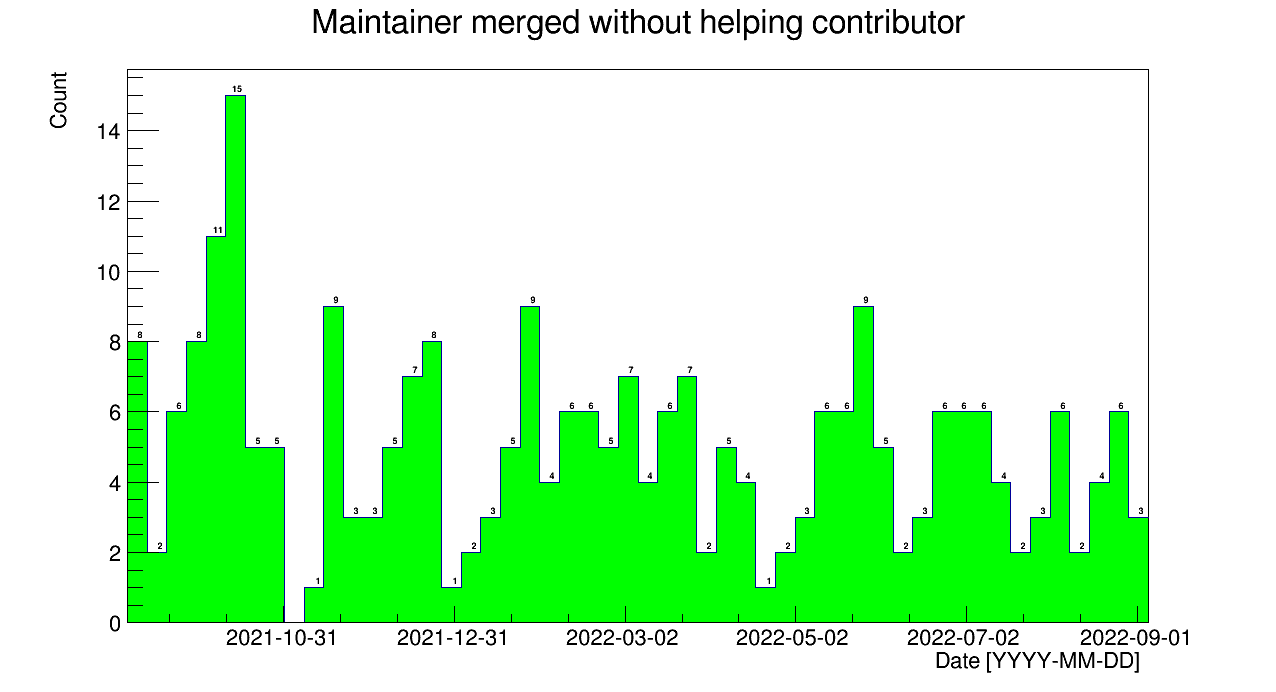 Maintainer merged without helping contributor
Count
15
14
12
11
10
9 9 9
8 8 8 8
7 7 7
6 6 6 6 6 6 6 6 6 6 6 6
5 5 5 5 5 5 5
4 4 4 4 4
3 3 3 3 3 3 3
2 2 2 2 2 2 2 2
1 1 1
0
2021-10-31 2021-12-31 2022-03-02 2022-05-02 2022-07-02 2022-09-01
Date [YYYY-MM-DD]